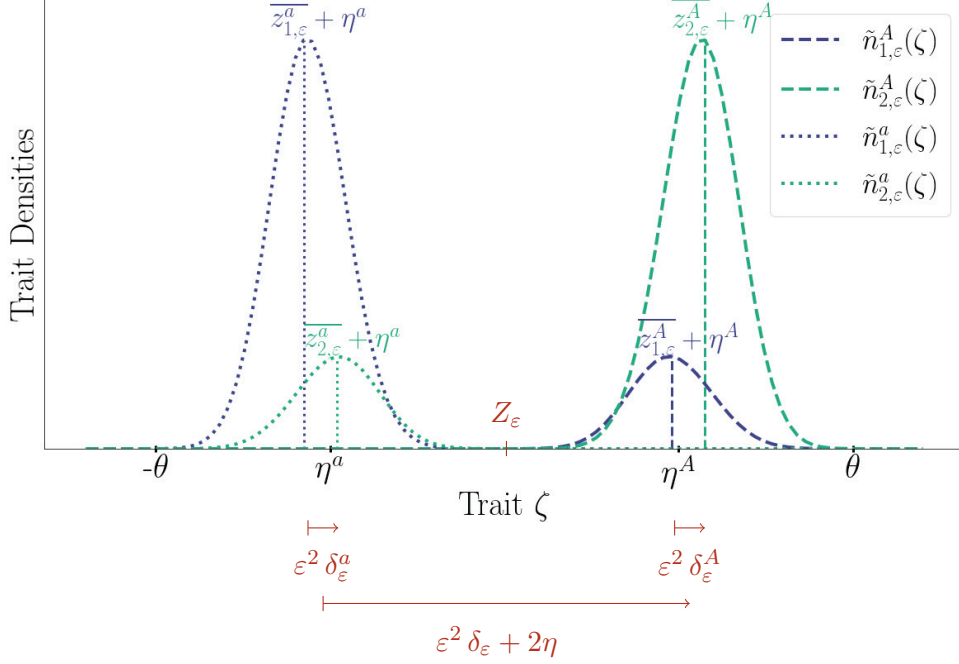 $\overline{z^a_{1,\varepsilon}} + \eta^a$
$\overline{z^A_{2,\varepsilon}} + \eta^A$
$\tilde{n}^A_{1,\varepsilon}(\zeta)$
$\tilde{n}^A_{2,\varepsilon}(\zeta)$
$\tilde{n}^a_{1,\varepsilon}(\zeta)$
$\tilde{n}^a_{2,\varepsilon}(\zeta)$
Trait Densities
$\overline{z^a_{2,\varepsilon}} + \eta^a$
$\overline{z^A_{1,\varepsilon}} + \eta^A$
$Z_\varepsilon$
-θ $\eta^a$ $\eta^A$ θ
Trait ζ
$\varepsilon^2 \, \delta^a_\varepsilon$ $\varepsilon^2 \, \delta^A_\varepsilon$
$\varepsilon^2 \, \delta_\varepsilon + 2\eta$